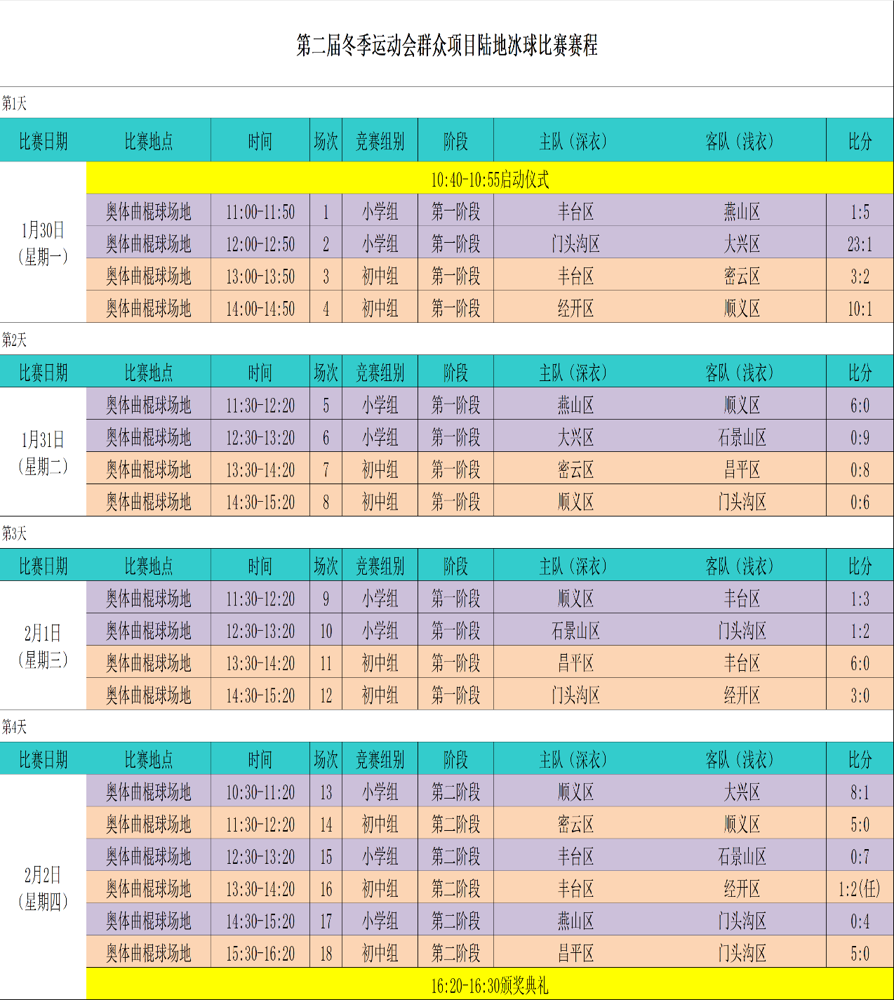 第二届冬季运动会群众项目陆地冰球比赛赛程
第1天
比赛日期 比赛地点 时间 场次 竞赛组别 阶段 主队（深衣） 客队（浅衣） 比分
1月30日
（星期一）
10:40-10:55启动仪式
奥体曲棍球场地 11:00-11:50 1 小学组 第一阶段 丰台区 燕山区 1:5
奥体曲棍球场地 12:00-12:50 2 小学组 第一阶段 门头沟区 大兴区 23:1
奥体曲棍球场地 13:00-13:50 3 初中组 第一阶段 丰台区 密云区 3:2
奥体曲棍球场地 14:00-14:50 4 初中组 第一阶段 经开区 顺义区 10:1
第2天
比赛日期 比赛地点 时间 场次 竞赛组别 阶段 主队（深衣） 客队（浅衣） 比分
1月31日
（星期二）
奥体曲棍球场地 11:30-12:20 5 小学组 第一阶段 燕山区 顺义区 6:0
奥体曲棍球场地 12:30-13:20 6 小学组 第一阶段 大兴区 石景山区 0:9
奥体曲棍球场地 13:30-14:20 7 初中组 第一阶段 密云区 昌平区 0:8
奥体曲棍球场地 14:30-15:20 8 初中组 第一阶段 顺义区 门头沟区 0:6
第3天
比赛日期 比赛地点 时间 场次 竞赛组别 阶段 主队（深衣） 客队（浅衣） 比分
2月1日
（星期三）
奥体曲棍球场地 11:30-12:20 9 小学组 第一阶段 顺义区 丰台区 1:3
奥体曲棍球场地 12:30-13:20 10 小学组 第一阶段 石景山区 门头沟区 1:2
奥体曲棍球场地 13:30-14:20 11 初中组 第一阶段 昌平区 丰台区 6:0
奥体曲棍球场地 14:30-15:20 12 初中组 第一阶段 门头沟区 经开区 3:0
第4天
比赛日期 比赛地点 时间 场次 竞赛组别 阶段 主队（深衣） 客队（浅衣） 比分
2月2日
（星期四）
奥体曲棍球场地 10:30-11:20 13 小学组 第二阶段 顺义区 大兴区 8:1
奥体曲棍球场地 11:30-12:20 14 初中组 第二阶段 密云区 顺义区 5:0
奥体曲棍球场地 12:30-13:20 15 小学组 第二阶段 丰台区 石景山区 0:7
奥体曲棍球场地 13:30-14:20 16 初中组 第二阶段 丰台区 经开区 1:2(任)
奥体曲棍球场地 14:30-15:20 17 小学组 第二阶段 燕山区 门头沟区 0:4
奥体曲棍球场地 15:30-16:20 18 初中组 第二阶段 昌平区 门头沟区 5:0
16:20-16:30颁奖典礼